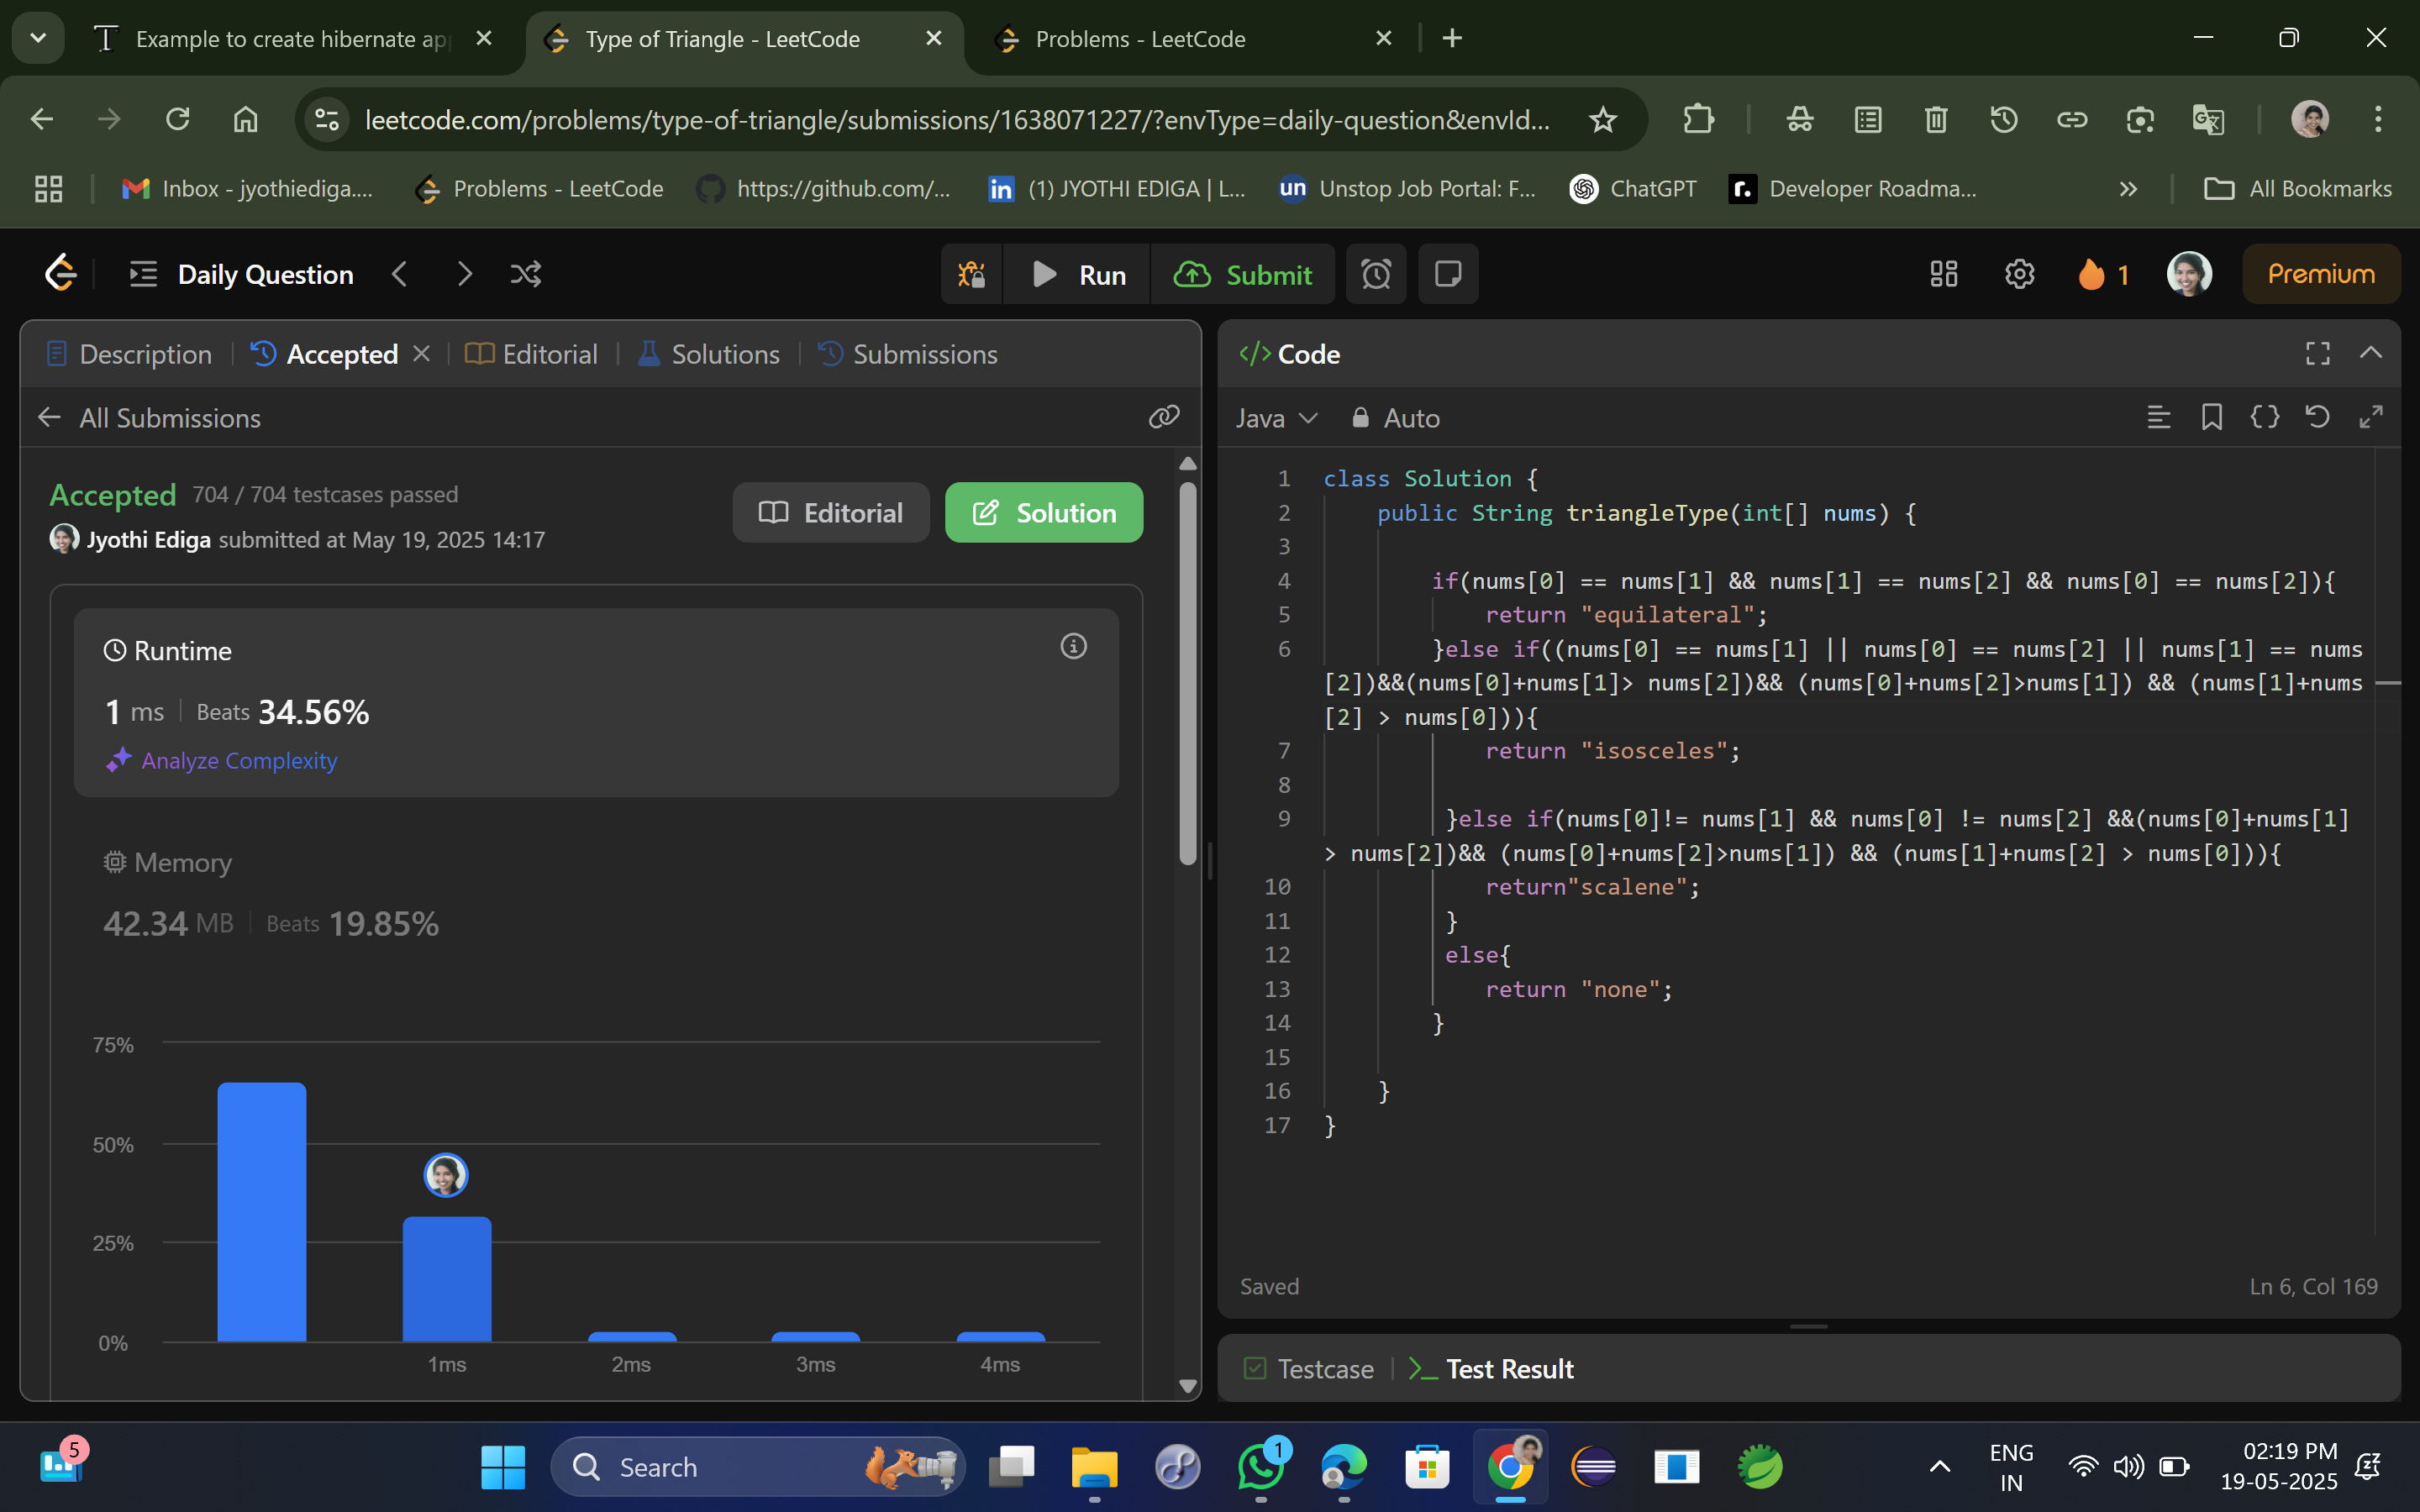 Example to create hibernate ap
Type of Triangle - LeetCode
Problems - LeetCode
leetcode.com/problems/type-of-triangle/submissions/1638071227/?envType=daily-question&envId...
Inbox - jyothiediga....
Problems - LeetCode
https://github.com/...
(1) JYOTHI EDIGA | L...
un
Unstop Job Portal: F...
ChatGPT
r.
Developer Roadma...
All Bookmarks
Daily Question
Run
Submit
1
Premium
Description
Accepted
Editorial
Solutions
Submissions
All Submissions
Accepted 704 / 704 testcases passed
Jyothi Ediga submitted at May 19, 2025 14:17
Editorial
Solution
Runtime
1 ms | Beats 34.56%
Analyze Complexity
Memory
42.34 MB | Beats 19.85%
75%
50%
25%
0%
1ms 2ms 3ms 4ms
</> Code
Java
Auto
1 class Solution {
2 public String triangleType(int[] nums) {
3
4 if(nums[0] == nums[1] && nums[1] == nums[2] && nums[0] == nums[2]){
5 return "equilateral";
6 }else if((nums[0] == nums[1] || nums[0] == nums[2] || nums[1] == nums
[2])&&(nums[0]+nums[1]> nums[2])&& (nums[0]+nums[2]>nums[1]) && (nums[1]+nums
[2] > nums[0])){
7 return "isosceles";
8
9 }else if(nums[0]!= nums[1] && nums[0] != nums[2] &&(nums[0]+nums[1]
> nums[2])&& (nums[0]+nums[2]>nums[1]) && (nums[1]+nums[2] > nums[0])){
10 return"scalene";
11 }
12 else{
13 return "none";
14 }
15
16 }
17 }
Saved
Ln 6, Col 169
Testcase
Test Result
5
Search
1
ENG
IN
02:19 PM
19-05-2025